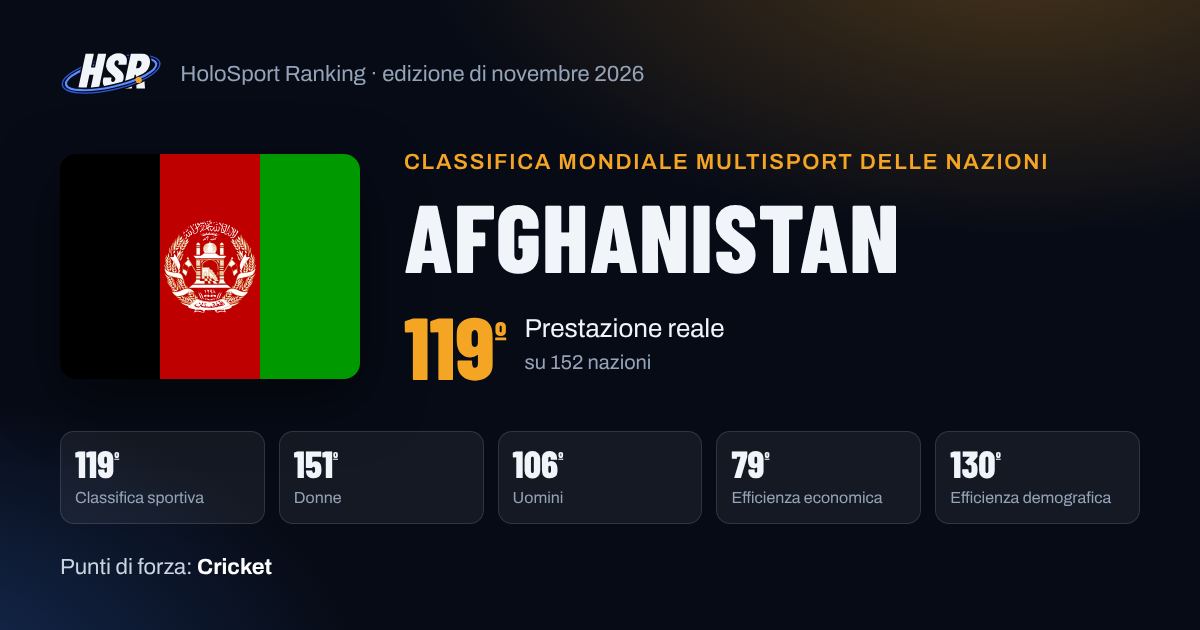 HSR
HoloSport Ranking · edizione di novembre 2026
CLASSIFICA MONDIALE MULTISPORT DELLE NAZIONI
AFGHANISTAN
119º
Prestazione reale
su 152 nazioni
119º
Classifica sportiva
151º
Donne
106º
Uomini
79º
Efficienza economica
130º
Efficienza demografica
Punti di forza: Cricket